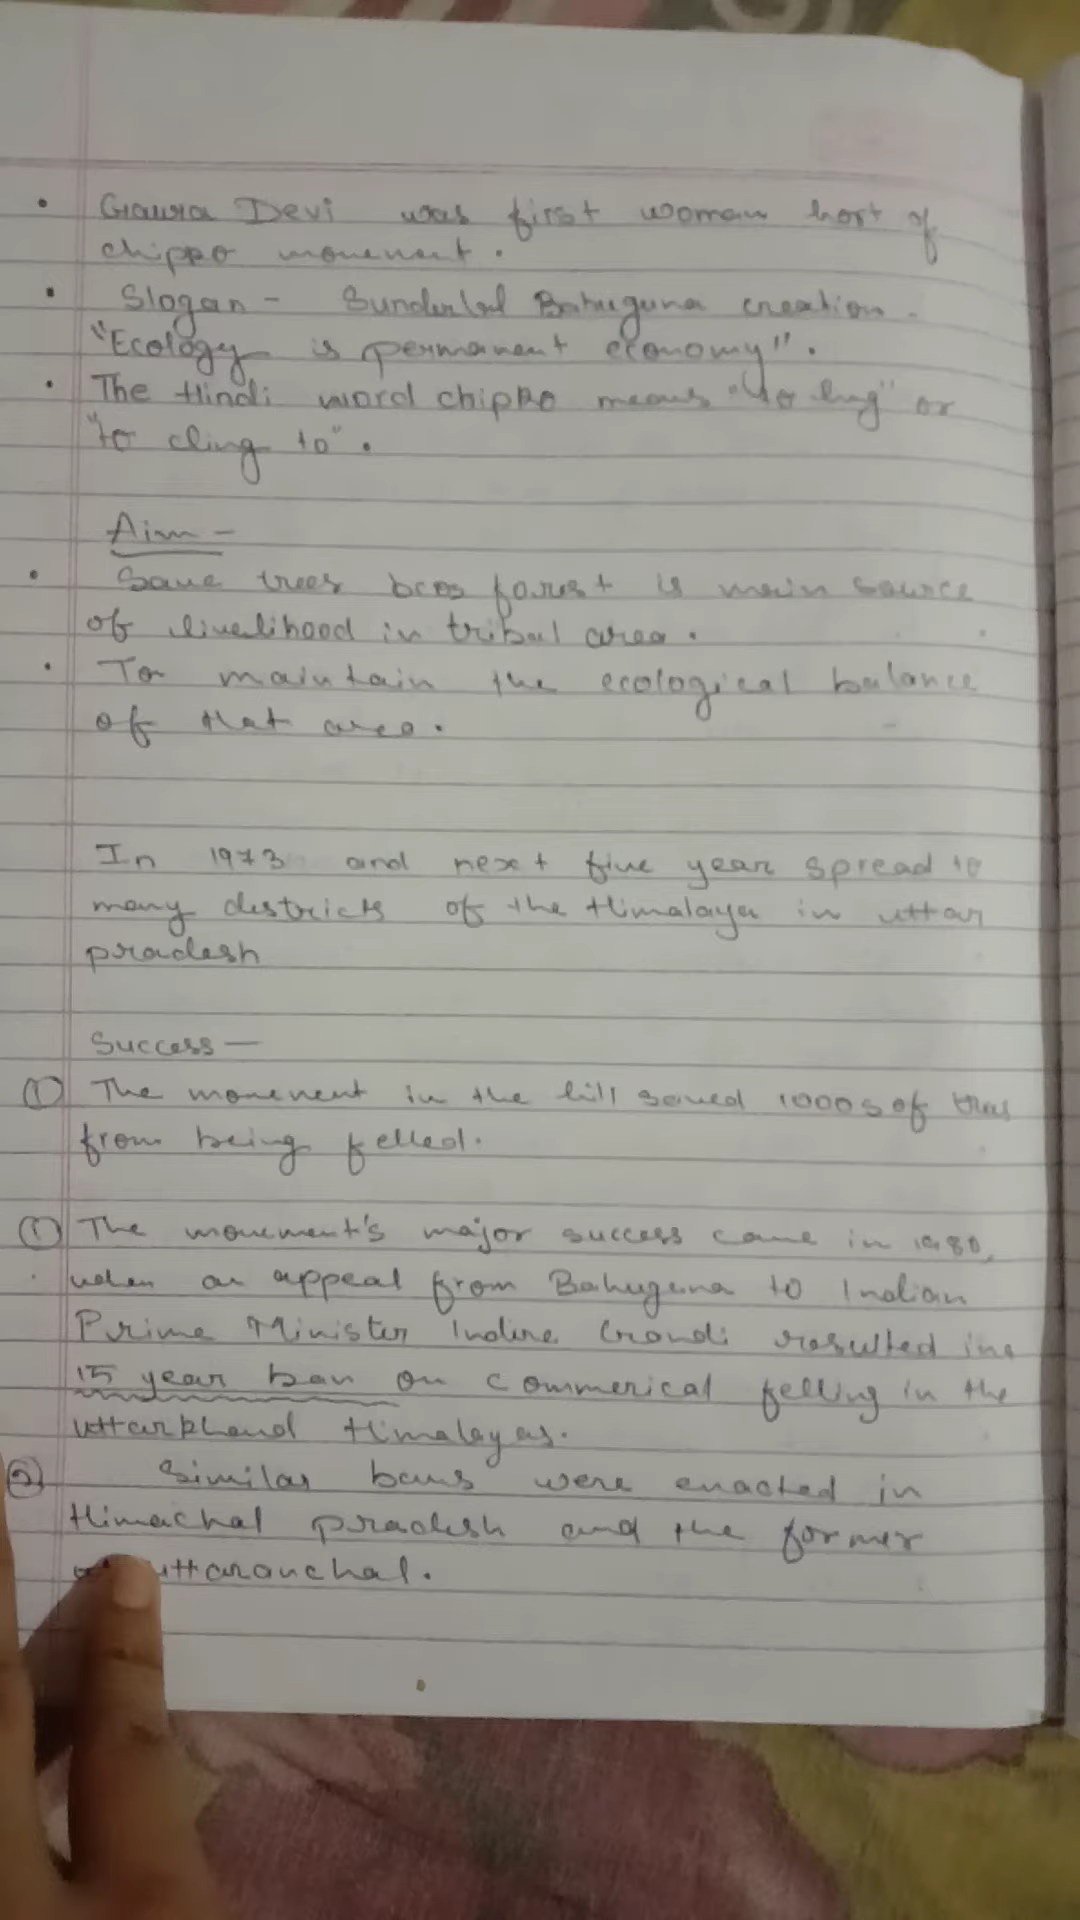 • Gaura Devi was first woman host of
chipko movement.
• Slogan - Sunderlal Bahuguna creation.
"Ecology is permanent economy".
• The Hindi word chipko means "to hug" or
"to cling to".
Aim -
• Save trees bcos forest is main source
of livelihood in tribal area.
• To maintain the ecological balance
of that area.
In 1973 and next five year spread to
many districts of the Himalaya in uttar
pradesh
Success -
① The movement in the hill saved 1000s of trees
from being felled.
① The movement's major success came in 1980,
when an appeal from Bahuguna to Indian
Prime Minister Indira Gandi resulted in a
15 year ban on commerical felling in the
uttarkhand Himalayas.
② Similar bans were enacted in
Himachal pradesh and the former
uttaranchal.